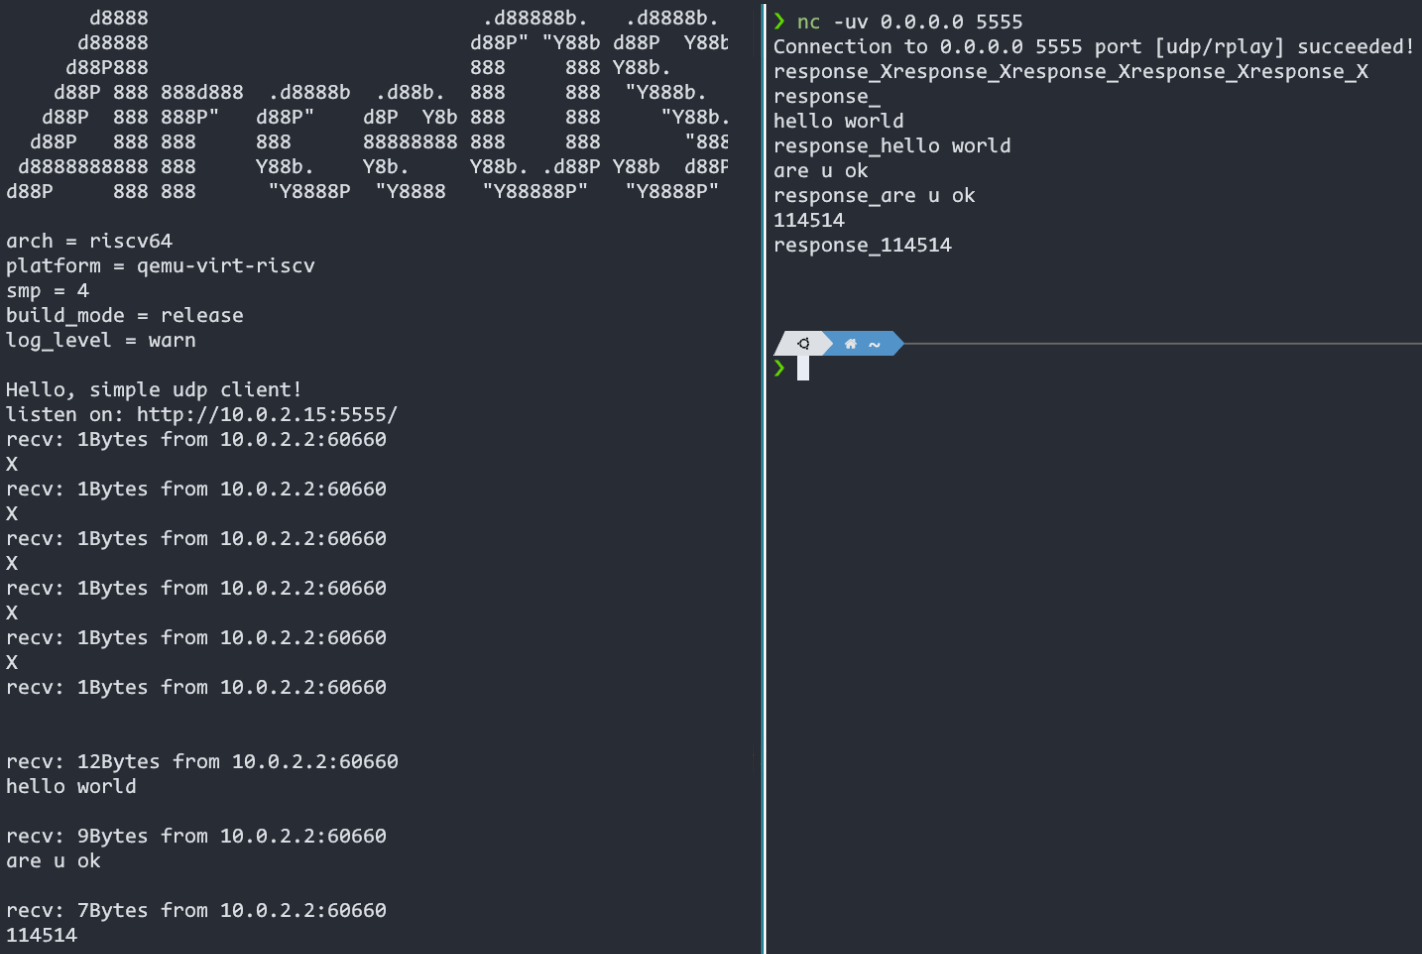 d8888                            .d88888b.   .d8888b.
      d88888                           d88P" "Y88b d88P  Y88b
     d88P888                           888     888 Y88b.
    d88P 888 888d888  .d8888b  .d88b.  888     888  "Y888b.
   d88P  888 888P"   d88P"    d8P  Y8b 888     888     "Y88b.
  d88P   888 888     888      88888888 888     888       "888
 d8888888888 888     Y88b.    Y8b.     Y88b. .d88P Y88b  d88P
d88P     888 888      "Y8888P  "Y8888   "Y88888P"   "Y8888P"
arch = riscv64
platform = qemu-virt-riscv
smp = 4
build_mode = release
log_level = warn
Hello, simple udp client!
listen on: http://10.0.2.15:5555/
recv: 1Bytes from 10.0.2.2:60660
X
recv: 1Bytes from 10.0.2.2:60660
X
recv: 1Bytes from 10.0.2.2:60660
X
recv: 1Bytes from 10.0.2.2:60660
X
recv: 1Bytes from 10.0.2.2:60660
X
recv: 1Bytes from 10.0.2.2:60660
recv: 12Bytes from 10.0.2.2:60660
hello world
recv: 9Bytes from 10.0.2.2:60660
are u ok
recv: 7Bytes from 10.0.2.2:60660
114514
❯ nc -uv 0.0.0.0 5555
Connection to 0.0.0.0 5555 port [udp/rplay] succeeded!
response_Xresponse_Xresponse_Xresponse_Xresponse_X
response_
hello world
response_hello world
are u ok
response_are u ok
114514
response_114514
~
❯